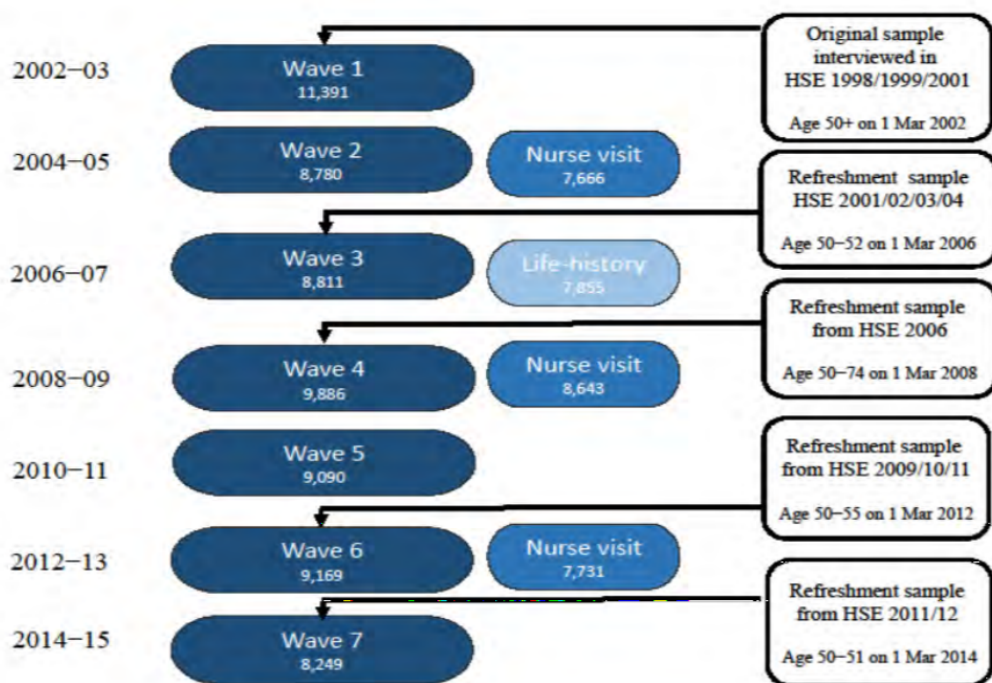 2002–03
Wave 1
11,391
Original sample
interviewed in
HSE 1998/1999/2001
Age 50+ on 1 Mar 2002
2004–05
Wave 2
8,780
Nurse visit
7,666
Refreshment sample
HSE 2001/02/03/04
Age 50–52 on 1 Mar 2006
2006–07
Wave 3
8,811
Life-history
7,855
Refreshment sample
from HSE 2006
Age 50–74 on 1 Mar 2008
2008–09
Wave 4
9,886
Nurse visit
8,643
Refreshment sample
from HSE 2009/10/11
Age 50–55 on 1 Mar 2012
2010–11
Wave 5
9,090
2012–13
Wave 6
9,169
Nurse visit
7,731
Refreshment sample
from HSE 2011/12
Age 50–51 on 1 Mar 2014
2014–15
Wave 7
8,249